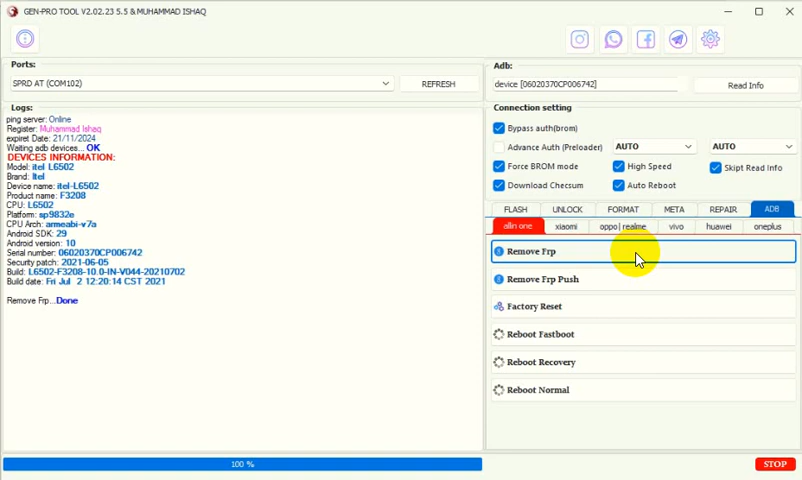 GEN-PRO TOOL V2.02.23 5.5 & MUHAMMAD ISHAQ
Ports:
SPRD AT (COM102)
REFRESH
Adb:
device [06020370CP006742]
Read Info
Logs:
ping server: Online
Register: Muhammad Ishaq
expiret Date: 21/11/2024
Waiting adb devices... OK
DEVICES INFORMATION:
Model: itel L6502
Brand: Itel
Device name: itel-L6502
Product name: F3208
CPU: L6502
Platform: sp9832e
CPU Arch: armeabi-v7a
Android SDK: 29
Android version: 10
Serial number: 06020370CP006742
Security patch: 2021-06-05
Build: L6502-F3208-10.0-IN-V044-20210702
Build date: Fri Jul 2 12:20:14 CST 2021
Remove Frp...Done
Connection setting
Bypass auth(brom)
Advance Auth (Preloader)
AUTO
AUTO
Force BROM mode
High Speed
Skipt Read Info
Download Checsum
Auto Reboot
FLASH
UNLOCK
FORMAT
META
REPAIR
ADB
allin one
xiaomi
oppo| realme
vivo
huawei
oneplus
Remove Frp
Remove Frp Push
Factory Reset
Reboot Fastboot
Reboot Recovery
Reboot Normal
100 %
STOP